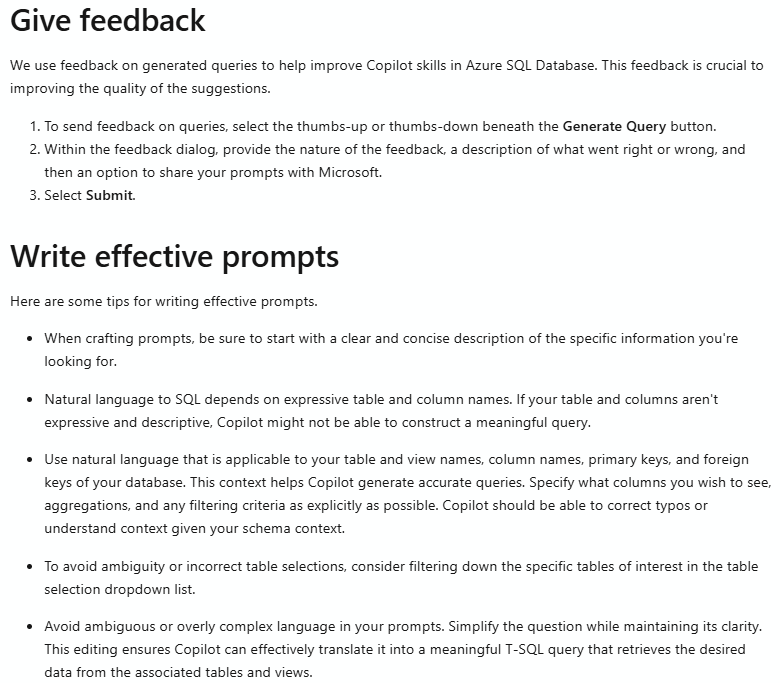 Give feedback
We use feedback on generated queries to help improve Copilot skills in Azure SQL Database. This feedback is crucial to
improving the quality of the suggestions.
1. To send feedback on queries, select the thumbs-up or thumbs-down beneath the Generate Query button.
2. Within the feedback dialog, provide the nature of the feedback, a description of what went right or wrong, and
then an option to share your prompts with Microsoft.
3. Select Submit.
Write effective prompts
Here are some tips for writing effective prompts.
• When crafting prompts, be sure to start with a clear and concise description of the specific information you're
looking for.
• Natural language to SQL depends on expressive table and column names. If your table and columns aren't
expressive and descriptive, Copilot might not be able to construct a meaningful query.
• Use natural language that is applicable to your table and view names, column names, primary keys, and foreign
keys of your database. This context helps Copilot generate accurate queries. Specify what columns you wish to see,
aggregations, and any filtering criteria as explicitly as possible. Copilot should be able to correct typos or
understand context given your schema context.
• To avoid ambiguity or incorrect table selections, consider filtering down the specific tables of interest in the table
selection dropdown list.
• Avoid ambiguous or overly complex language in your prompts. Simplify the question while maintaining its clarity.
This editing ensures Copilot can effectively translate it into a meaningful T-SQL query that retrieves the desired
data from the associated tables and views.